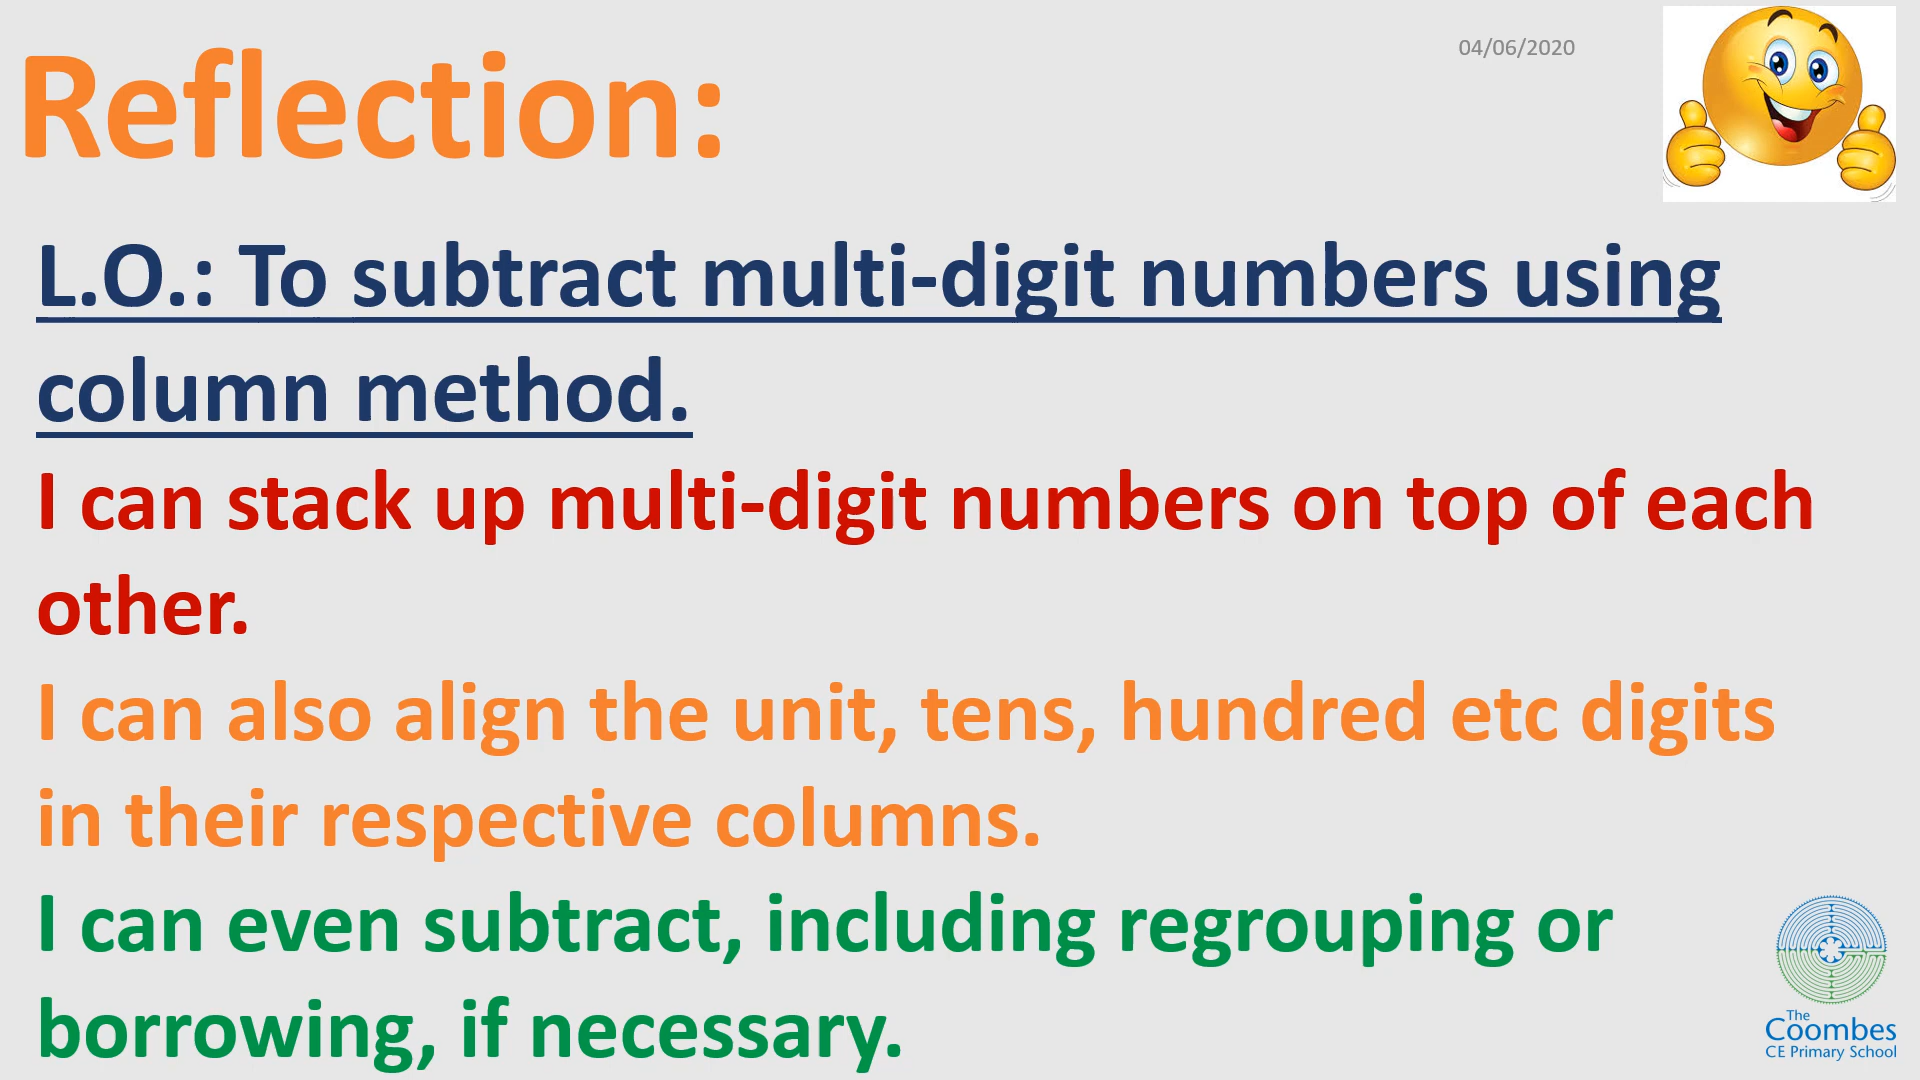 Reflection:
04/06/2020
L.O.: To subtract multi-digit numbers using
column method.
I can stack up multi-digit numbers on top of each
other.
I can also align the unit, tens, hundred etc digits
in their respective columns.
I can even subtract, including regrouping or
borrowing, if necessary.
The
Coombes
CE Primary School